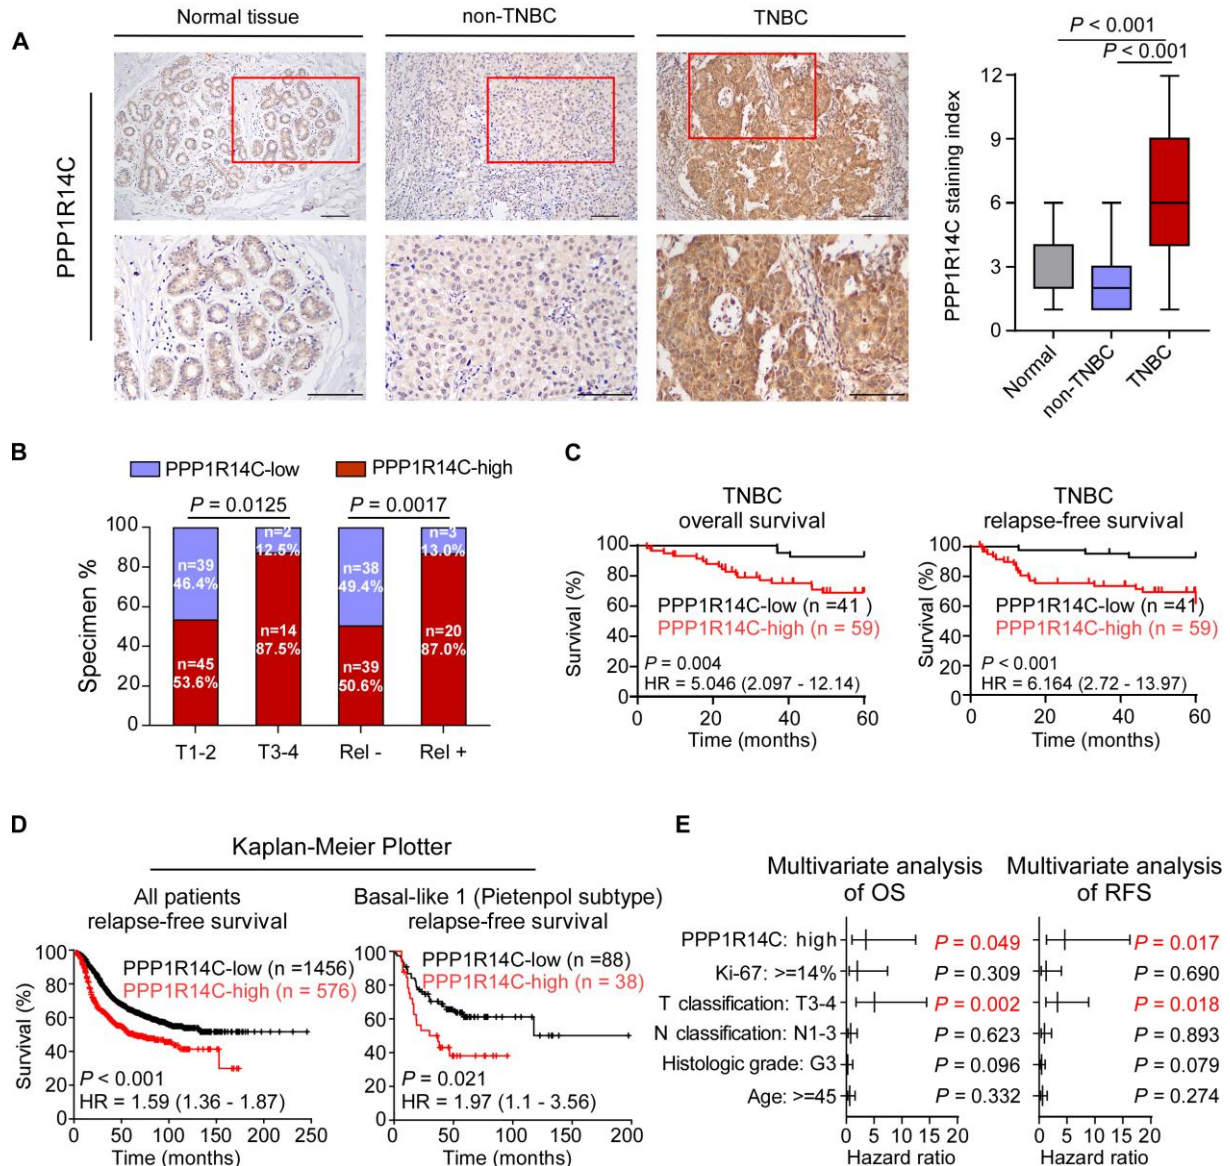 A
Normal tissue
non-TNBC
TNBC
PPP1R14C
P < 0.001
P < 0.001
PPP1R14C staining index
12
9
6
3
0
Normal
non-TNBC
TNBC
B
PPP1R14C-low
PPP1R14C-high
P = 0.0125
P = 0.0017
Specimen %
100
80
60
40
20
0
n=39
46.4%
n=45
53.6%
n=2
12.5%
n=14
87.5%
n=38
49.4%
n=39
50.6%
n=3
13.0%
n=20
87.0%
T1-2
T3-4
Rel -
Rel +
C
TNBC
overall survival
Survival (%)
100
80
60
40
20
0
PPP1R14C-low (n =41 )
PPP1R14C-high (n = 59)
P = 0.004
HR = 5.046 (2.097 - 12.14)
0
20
40
60
Time (months)
TNBC
relapse-free survival
Survival (%)
100
80
60
40
20
0
PPP1R14C-low (n =41)
PPP1R14C-high (n = 59)
P < 0.001
HR = 6.164 (2.72 - 13.97)
0
20
40
60
Time (months)
D
Kaplan-Meier Plotter
All patients
relapse-free survival
Survival (%)
100
80
60
40
20
0
PPP1R14C-low (n =1456)
PPP1R14C-high (n = 576)
P < 0.001
HR = 1.59 (1.36 - 1.87)
0
50
100
150
200
250
Time (months)
Basal-like 1 (Pietenpol subtype)
relapse-free survival
100
80
60
40
60
100
0
PPP1R14C-low (n =88)
PPP1R14C-high (n = 38)
P = 0.021
HR = 1.97 (1.1 - 3.56)
0
50
100
150
200
Time (months)
E
Multivariate analysis
of OS
Multivariate analysis
of RFS
PPP1R14C: high
P = 0.049
P = 0.017
Ki-67: >=14%
P = 0.309
P = 0.690
T classification: T3-4
P = 0.002
P = 0.018
N classification: N1-3
P = 0.623
P = 0.893
Histologic grade: G3
P = 0.096
P = 0.079
Age: >=45
P = 0.332
P = 0.274
0
5
10
15
20
Hazard ratio
0
5
10
15
20
Hazard ratio